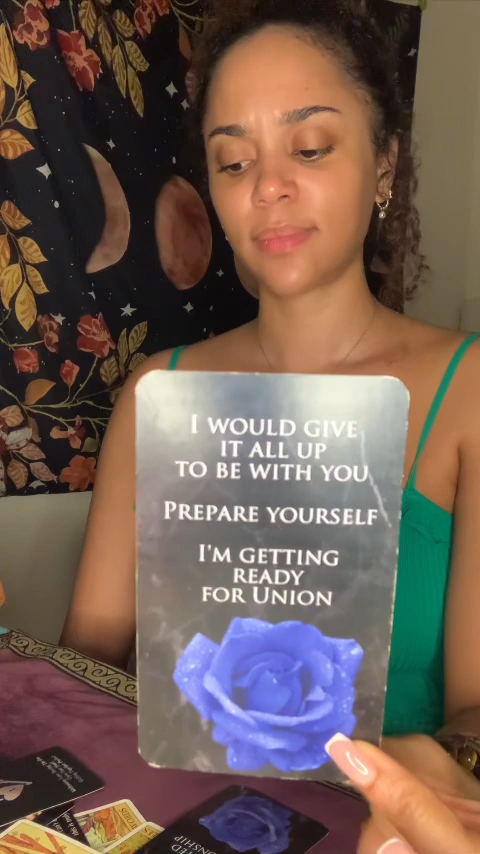 I WOULD GIVE
IT ALL UP
TO BE WITH YOU
PREPARE YOURSELF
I'M GETTING
READY
FOR UNION